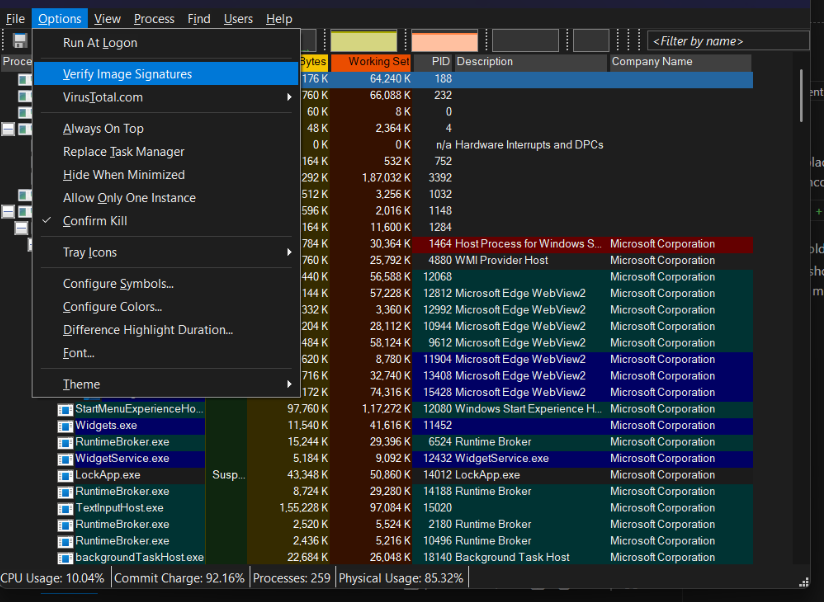 File Options View Process Find Users Help
<Filter by name>
Run At Logon
Verify Image Signatures
VirusTotal.com
Always On Top
Replace Task Manager
Hide When Minimized
Allow Only One Instance
Confirm Kill
Tray Icons
Configure Symbols...
Configure Colors...
Difference Highlight Duration...
Font...
Theme
Proce Bytes Working Set PID Description Company Name
176 K 64,240 K 188
760 K 66,088 K 232
60 K 8 K 0
48 K 2,364 K 4
0 K 0 K n/a Hardware Interrupts and DPCs
164 K 532 K 752
292 K 1,87,032 K 3392
512 K 3,256 K 1032
596 K 2,016 K 1148
164 K 11,600 K 1284
784 K 30,364 K 1464 Host Process for Windows S... Microsoft Corporation
760 K 25,792 K 4880 WMI Provider Host Microsoft Corporation
440 K 56,588 K 12068 Microsoft Corporation
144 K 57,228 K 12812 Microsoft Edge WebView2 Microsoft Corporation
332 K 3,360 K 12992 Microsoft Edge WebView2 Microsoft Corporation
204 K 28,112 K 10944 Microsoft Edge WebView2 Microsoft Corporation
484 K 58,124 K 9612 Microsoft Edge WebView2 Microsoft Corporation
620 K 8,780 K 11904 Microsoft Edge WebView2 Microsoft Corporation
716 K 32,740 K 13408 Microsoft Edge WebView2 Microsoft Corporation
172 K 74,316 K 15428 Microsoft Edge WebView2 Microsoft Corporation
StartMenuExperienceHo... 97,760 K 1,17,272 K 12080 Windows Start Experience H... Microsoft Corporation
Widgets.exe 11,540 K 41,616 K 11452 Microsoft Corporation
RuntimeBroker.exe 15,244 K 29,396 K 6524 Runtime Broker Microsoft Corporation
WidgetService.exe 5,184 K 9,092 K 12432 WidgetService.exe Microsoft Corporation
LockApp.exe Susp... 43,348 K 50,860 K 14012 LockApp.exe Microsoft Corporation
RuntimeBroker.exe 8,724 K 29,280 K 14188 Runtime Broker Microsoft Corporation
TextInputHost.exe 1,55,228 K 97,084 K 15020 Microsoft Corporation
RuntimeBroker.exe 2,520 K 5,524 K 2180 Runtime Broker Microsoft Corporation
RuntimeBroker.exe 2,436 K 5,216 K 10496 Runtime Broker Microsoft Corporation
backgroundTaskHost.exe 22,684 K 26,048 K 18140 Background Task Host Microsoft Corporation
CPU Usage: 10.04% Commit Charge: 92.16% Processes: 259 Physical Usage: 85.32%